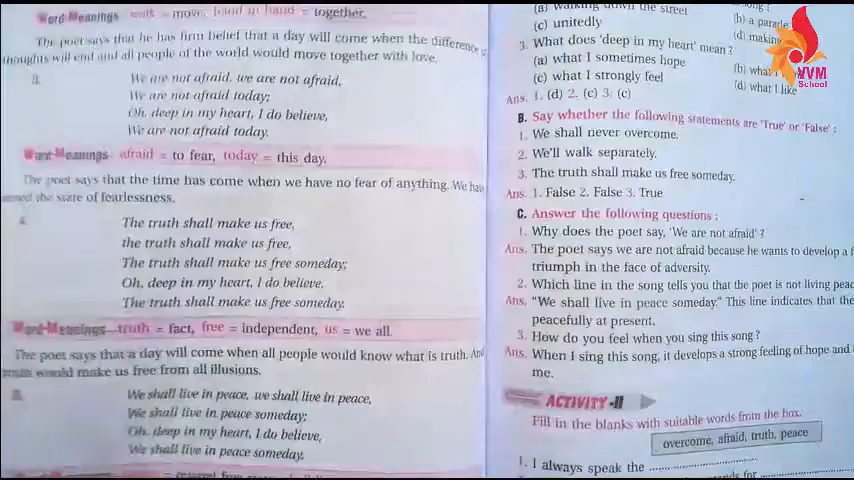 Word-Meanings walk = move, hand in hand = together.
The poet says that he has firm belief that a day will come when the difference of
thoughts will end and all people of the world would move together with love.
3.
We are not afraid, we are not afraid,
We are not afraid today;
Oh, deep in my heart, I do believe,
We are not afraid today.
Word-Meanings afraid = to fear, today = this day.
The poet says that the time has come when we have no fear of anything. We have
the state of fearlessness.
4.
The truth shall make us free,
the truth shall make us free,
The truth shall make us free someday;
Oh, deep in my heart, I do believe.
The truth shall make us free someday.
Word-Meanings—truth = fact, free = independent, us = we all.
The poet says that a day will come when all people would know what is truth. And
truth would make us free from all illusions.
We shall live in peace, we shall live in peace,
We shall live in peace someday;
Oh, deep in my heart, I do believe,
We shall live in peace someday.
(a) walking down the street
(b) a parade
(c) unitedly
(d) making
3. What does 'deep in my heart' mean ?
(a) what I sometimes hope
(b) what I
(c) what I strongly feel
(d) what I like
Ans. 1. (d) 2. (c) 3. (c)
B. Say whether the following statements are 'True' or 'False' :
1. We shall never overcome.
2. We'll walk separately.
3. The truth shall make us free someday.
Ans. 1. False 2. False 3. True
C. Answer the following questions :
1. Why does the poet say, 'We are not afraid' ?
Ans. The poet says we are not afraid because he wants to develop a
triumph in the face of adversity.
2. Which line in the song tells you that the poet is not living
Ans. "We shall live in peace someday." This line indicates that
peacefully at present.
3. How do you feel when you sing this song ?
Ans. When I sing this song, it develops a strong feeling of hope and
me.
ACTIVITY-II
Fill in the blanks with suitable words from the box.
overcome, afraid, truth, peace
1. I always speak the ..............................
VVM
School